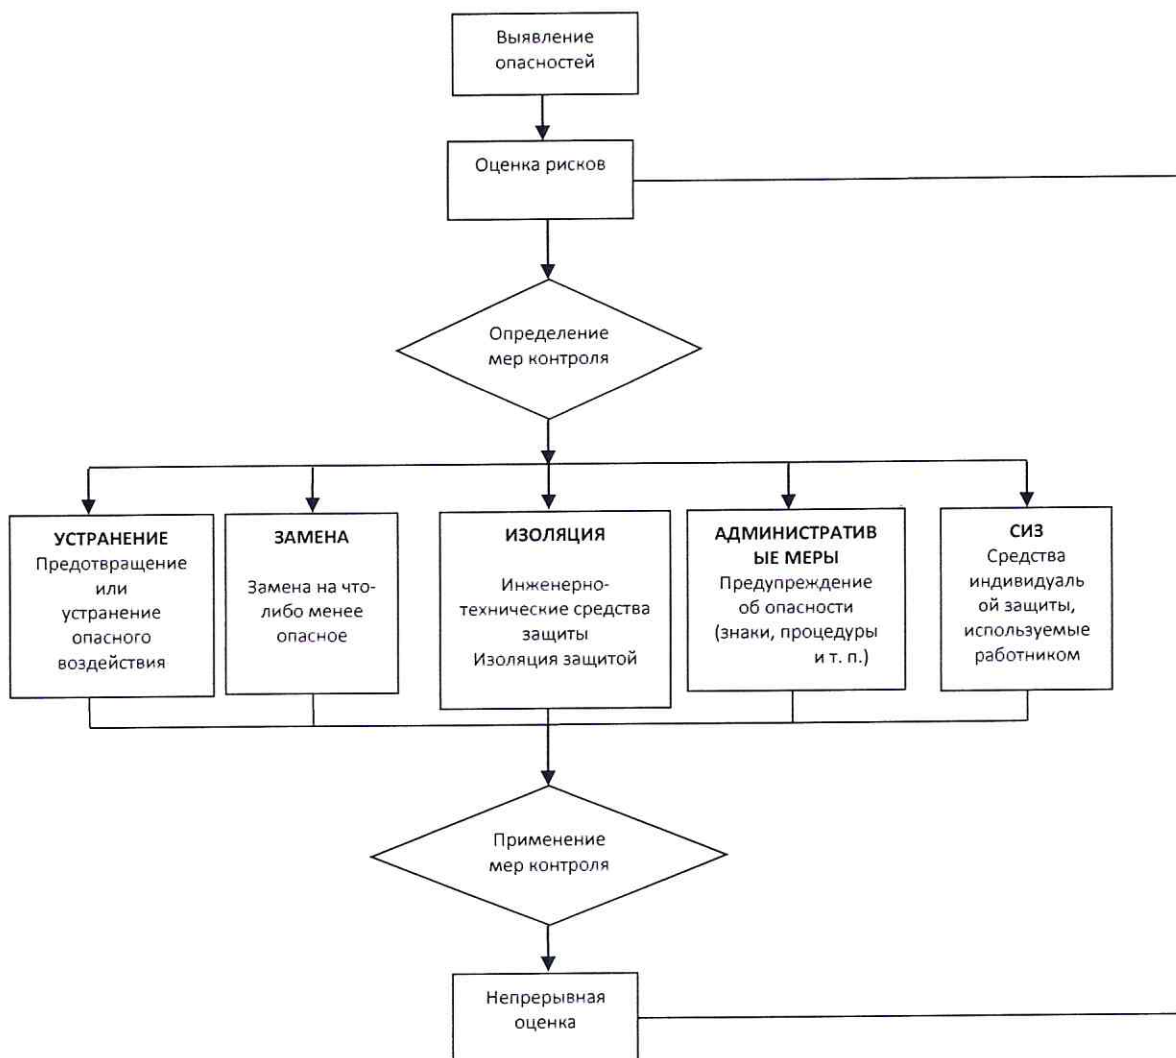 Выявление
опасностей
Оценка рисков
Определение
мер контроля
УСТРАНЕНИЕ
Предотвращение
или
устранение
опасного
воздействия
ЗАМЕНА
Замена на что-
либо менее
опасное
ИЗОЛЯЦИЯ
Инженерно-
технические средства
защиты
Изоляция защитой
АДМИНИСТРАТИВ
ЫЕ МЕРЫ
Предупреждение
об опасности
(знаки, процедуры
и т. п.)
СИЗ
Средства
индивидуаль
ой защиты,
используемые
работником
Применение
мер контроля
Непрерывная
оценка